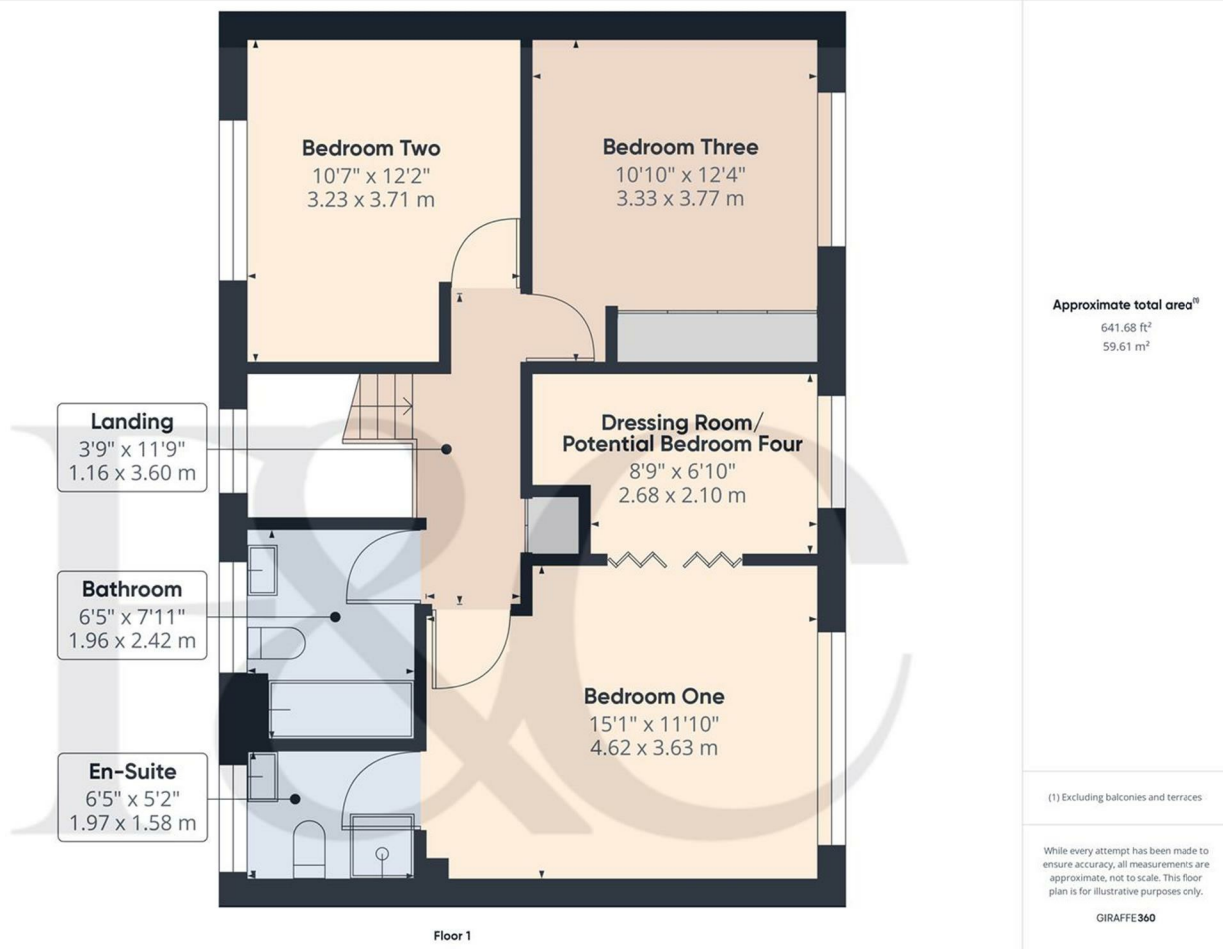 Bedroom Two
10'7" x 12'2"
3.23 x 3.71 m
Bedroom Three
10'10" x 12'4"
3.33 x 3.77 m
Landing
3'9" x 11'9"
1.16 x 3.60 m
Dressing Room/
Potential Bedroom Four
8'9" x 6'10"
2.68 x 2.10 m
Bathroom
6'5" x 7'11"
1.96 x 2.42 m
Bedroom One
15'1" x 11'10"
4.62 x 3.63 m
En-Suite
6'5" x 5'2"
1.97 x 1.58 m
Floor 1
Approximate total area⁽¹⁾
641.68 ft²
59.61 m²
(1) Excluding balconies and terraces
While every attempt has been made to
ensure accuracy, all measurements are
approximate, not to scale. This floor
plan is for illustrative purposes only.
GIRAFFE360
F&C